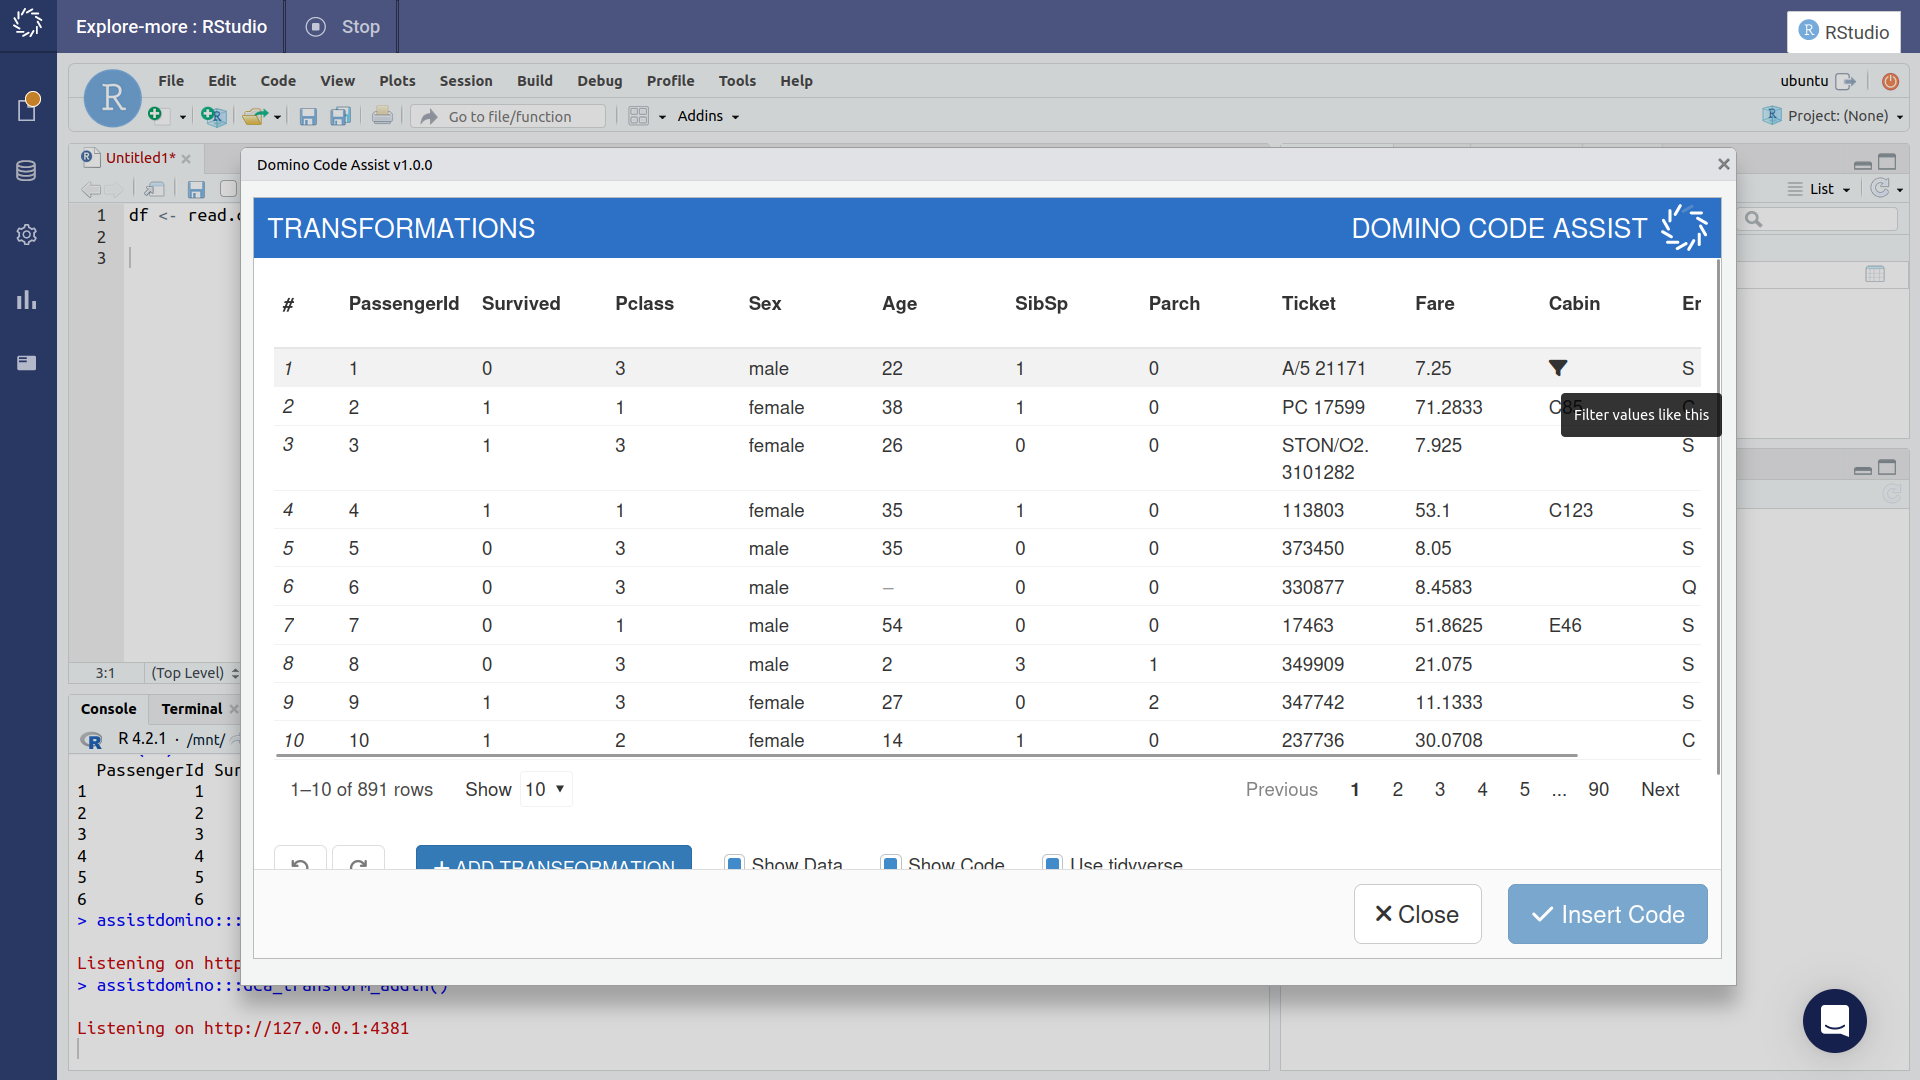 Explore-more : RStudio
Stop
RStudio
File Edit Code View Plots Session Build Debug Profile Tools Help
ubuntu
Go to file/function
Addins
Project: (None)
Untitled1*
List
1 df <- read.
2
3
3:1 (Top Level)
Console Terminal
R 4.2.1 · /mnt/
PassengerId Sur
1 1
2 2
3 3
4 4
5 5
6 6
> assistdomino:::
Listening on http
> assistdomino:::dca_transform_addin()
Listening on http://127.0.0.1:4381
Domino Code Assist v1.0.0
TRANSFORMATIONS
DOMINO CODE ASSIST
# PassengerId Survived Pclass Sex Age SibSp Parch Ticket Fare Cabin Er
1 1 0 3 male 22 1 0 A/5 21171 7.25 S
2 2 1 1 female 38 1 0 PC 17599 71.2833 C85 C
Filter values like this
3 3 1 3 female 26 0 0 STON/O2. 7.925 S
3101282
4 4 1 1 female 35 1 0 113803 53.1 C123 S
5 5 0 3 male 35 0 0 373450 8.05 S
6 6 0 3 male – 0 0 330877 8.4583 Q
7 7 0 1 male 54 0 0 17463 51.8625 E46 S
8 8 0 3 male 2 3 1 349909 21.075 S
9 9 1 3 female 27 0 2 347742 11.1333 S
10 10 1 2 female 14 1 0 237736 30.0708 C
1–10 of 891 rows Show 10
Previous 1 2 3 4 5 ... 90 Next
+ ADD TRANSFORMATION Show Data Show Code Use tidyverse
Close
Insert Code